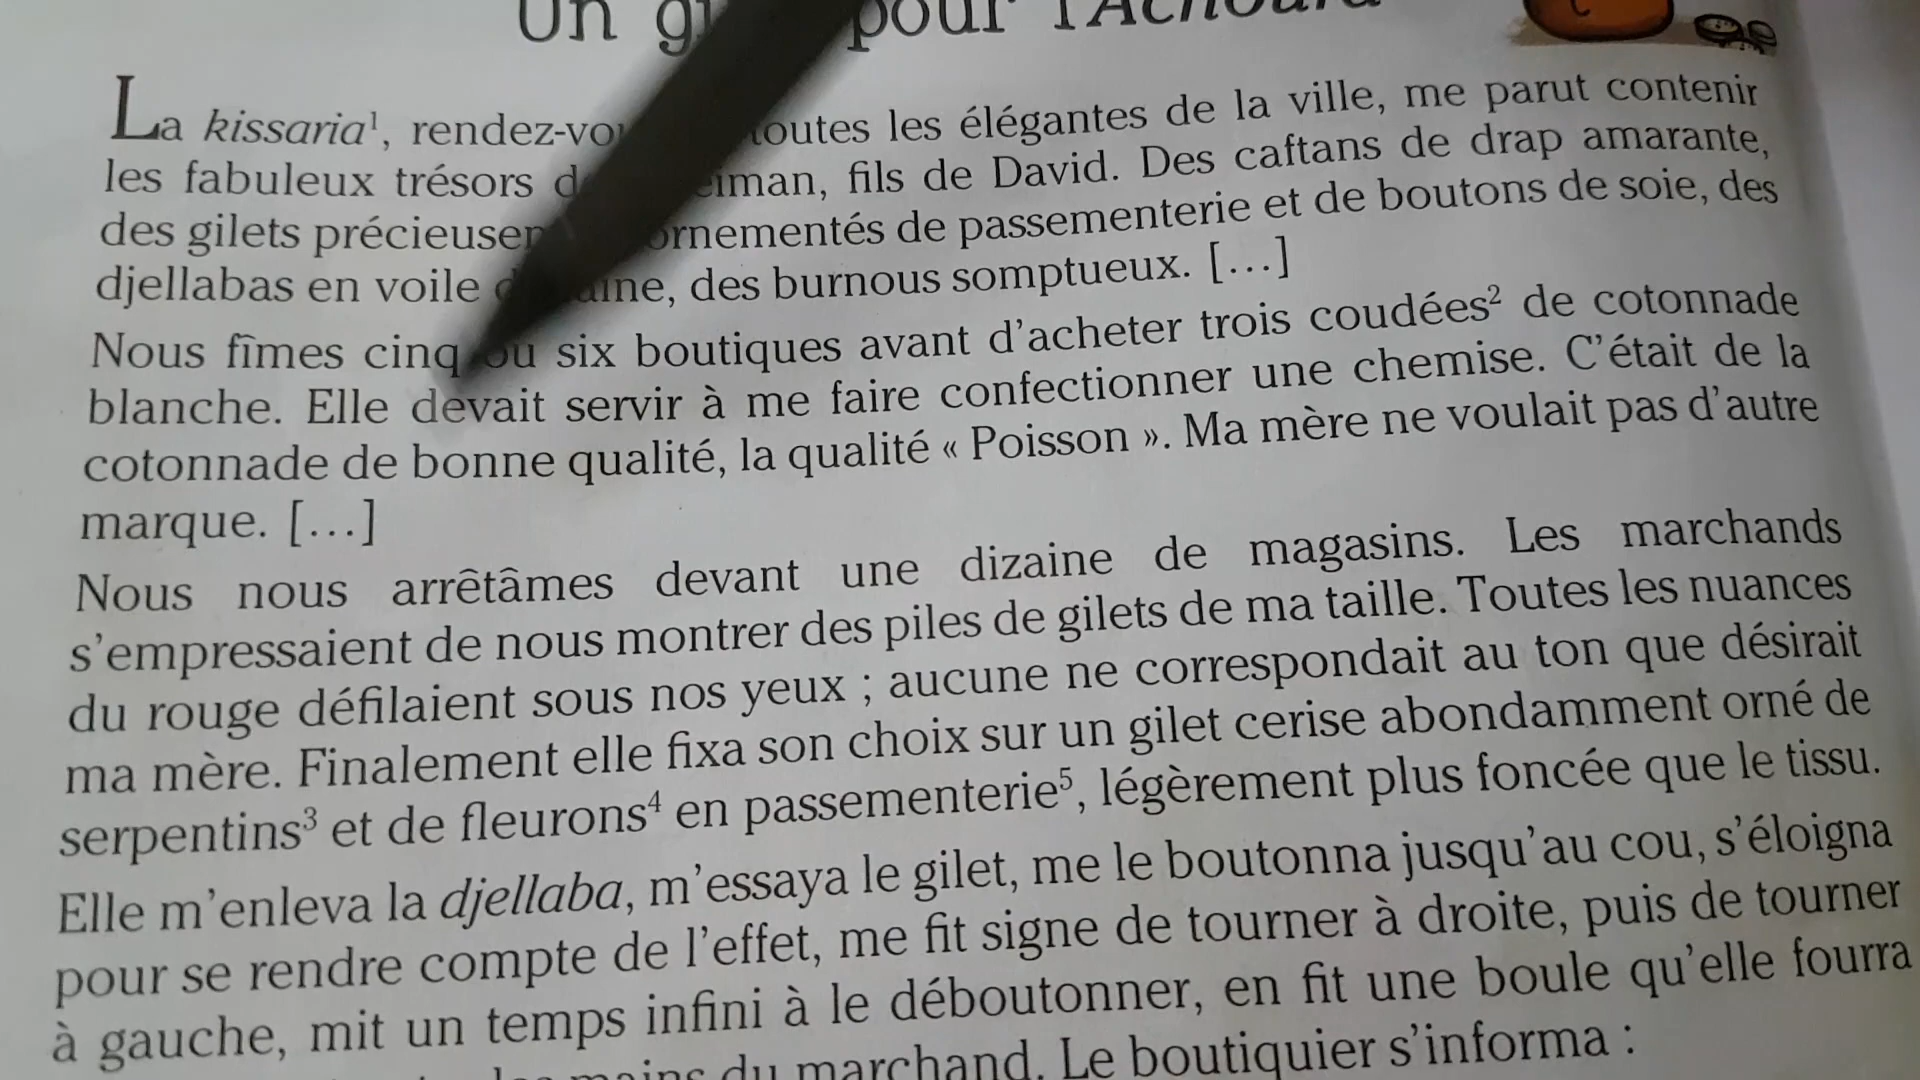 Un pour l'Achoura
La kissaria¹, toutes les élégantes de la ville, me parut contenir
les fabuleux trésors fils de David. Des caftans de drap amarante,
des gilets ornementés de passementerie et de boutons de soie, des
djellabas en voile des burnous somptueux. [...]
Nous fîmes cinq ou six boutiques avant d'acheter trois coudées² de cotonnade
blanche. Elle devait servir à me faire confectionner une chemise. C'était de la
cotonnade de bonne qualité, la qualité « Poisson ». Ma mère ne voulait pas d'autre
marque. [...]
Nous nous arrêtâmes devant une dizaine de magasins. Les marchands
s'empressaient de nous montrer des piles de gilets de ma taille. Toutes les nuances
du rouge défilaient sous nos yeux ; aucune ne correspondait au ton que désirait
ma mère. Finalement elle fixa son choix sur un gilet cerise abondamment orné de
serpentins³ et de fleurons⁴ en passementerie⁵, légèrement plus foncée que le tissu.
Elle m'enleva la djellaba, m'essaya le gilet, me le boutonna jusqu'au cou, s'éloigna
pour se rendre compte de l'effet, me fit signe de tourner à droite, puis de tourner
à gauche, mit un temps infini à le déboutonner, en fit une boule qu'elle fourra
mains du marchand. Le boutiquier s'informa :